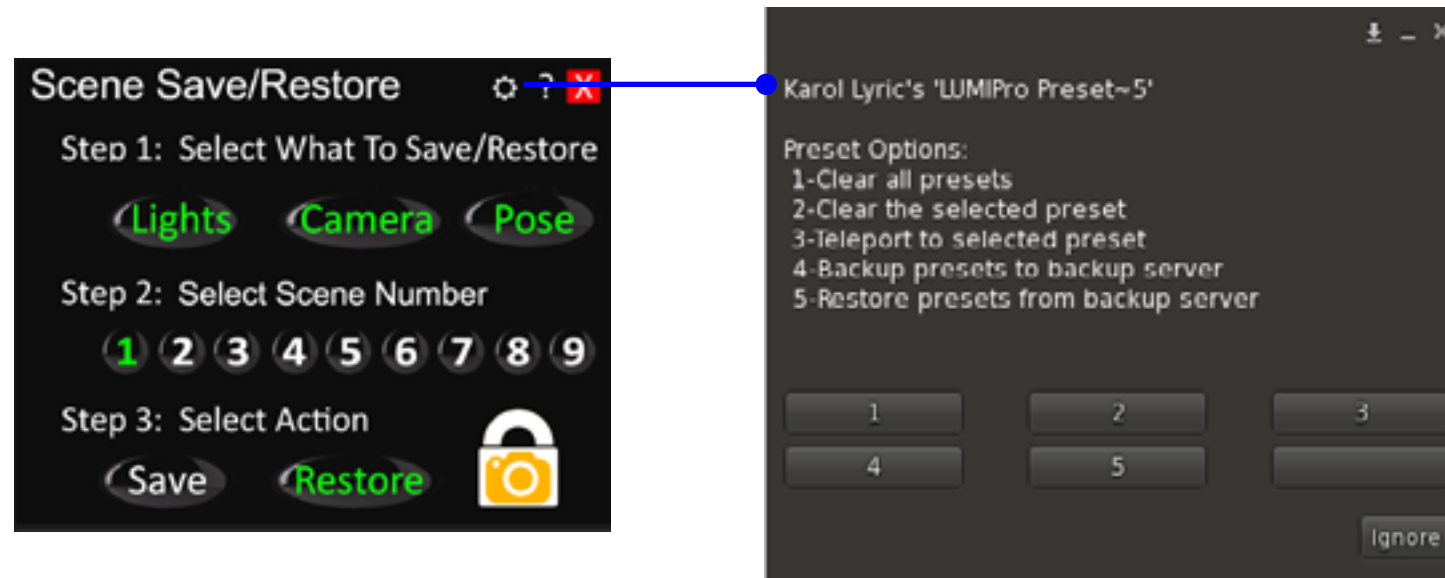 Scene Save/Restore ? X
Step 1: Select What To Save/Restore
Lights Camera Pose
Step 2: Select Scene Number
1 2 3 4 5 6 7 8 9
Step 3: Select Action
Save Restore
Karol Lyric's 'LUMIPro Preset~5'
Preset Options:
1-Clear all presets
2-Clear the selected preset
3-Teleport to selected preset
4-Backup presets to backup server
5-Restore presets from backup server
1 2 3
4 5
Ignore